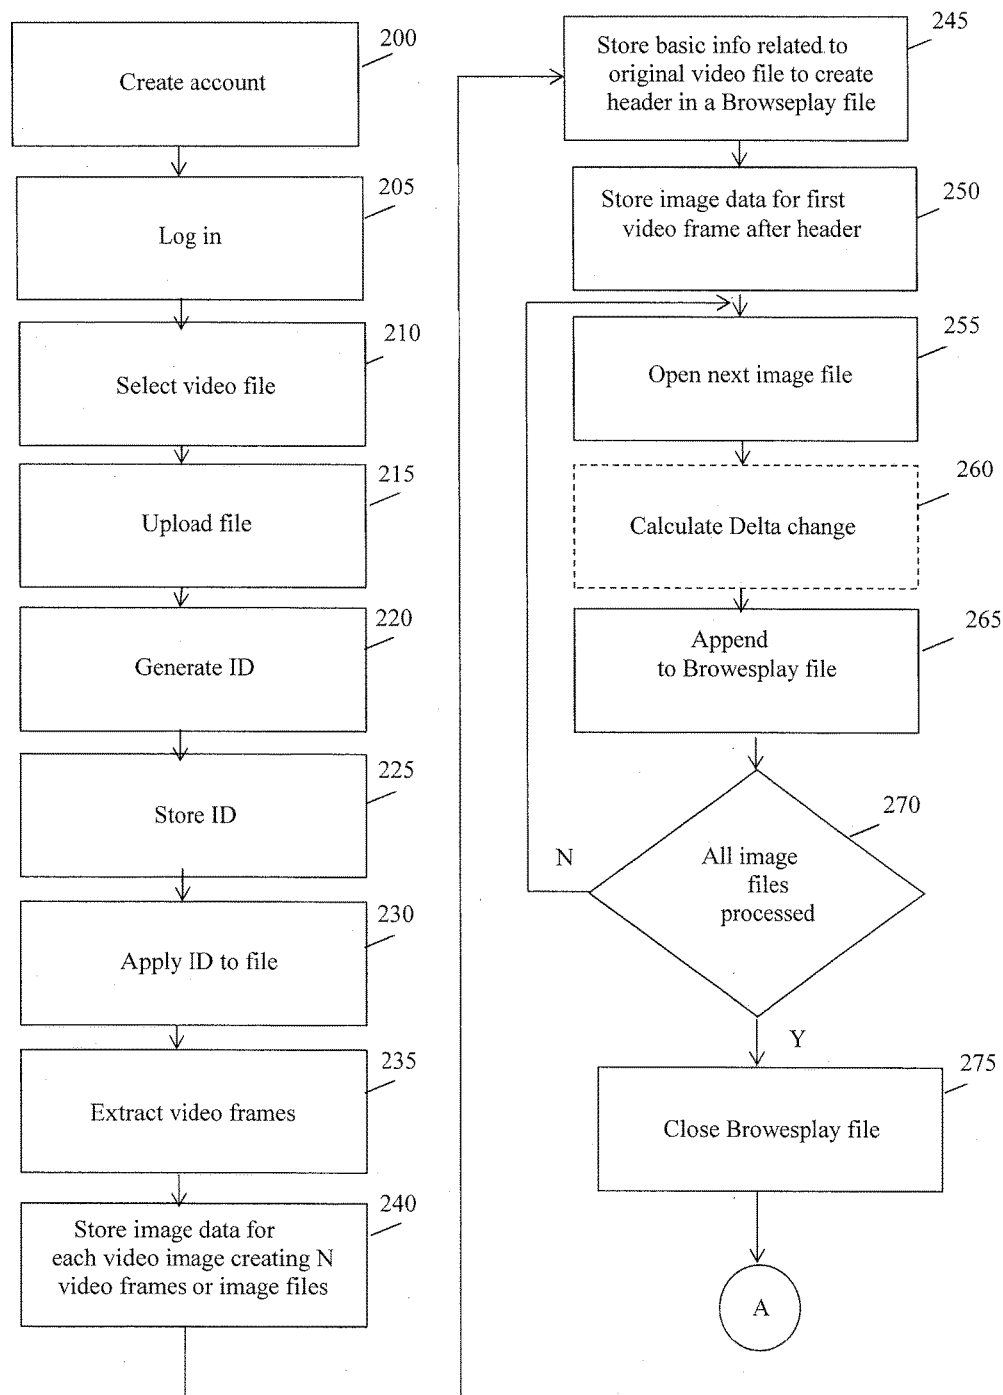 200
Create account
205
Log in
210
Select video file
215
Upload file
220
Generate ID
225
Store ID
230
Apply ID to file
235
Extract video frames
240
Store image data for
each video image creating N
video frames or image files
245
Store basic info related to
original video file to create
header in a Browseplay file
250
Store image data for first
video frame after header
255
Open next image file
260
Calculate Delta change
265
Append
to Browesplay file
270
All image
files
processed
N
Y
275
Close Browesplay file
A